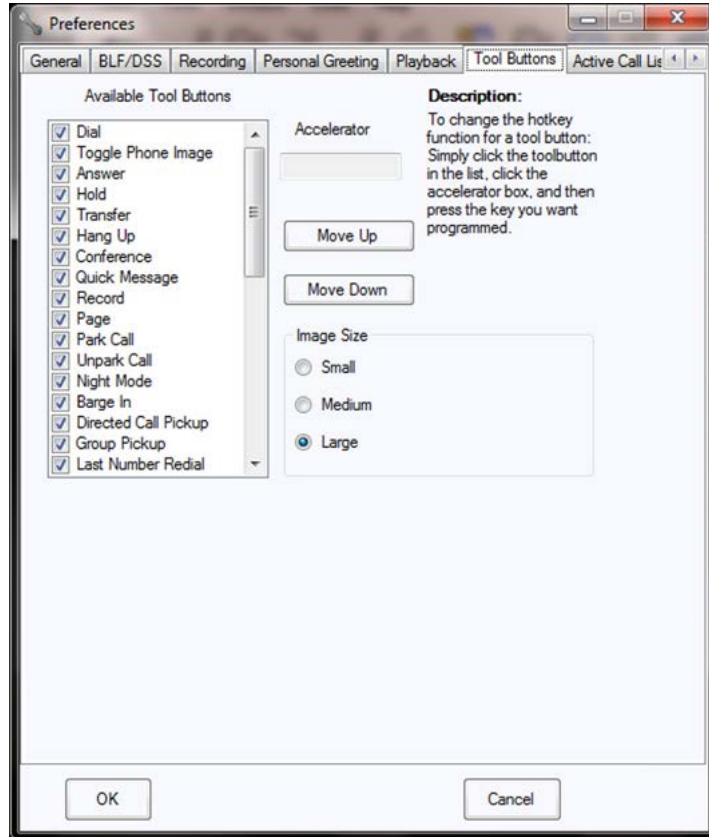 Preferences
General BLF/DSS Recording Personal Greeting Playback Tool Buttons Active Call Lis
Available Tool Buttons
Dial
Toggle Phone Image
Answer
Hold
Transfer
Hang Up
Conference
Quick Message
Record
Page
Park Call
Unpark Call
Night Mode
Barge In
Directed Call Pickup
Group Pickup
Last Number Redial
Accelerator
Move Up
Move Down
Image Size
Small
Medium
Large
Description:
To change the hotkey
function for a tool button:
Simply click the toolbutton
in the list, click the
accelerator box, and then
press the key you want
programmed.
OK
Cancel